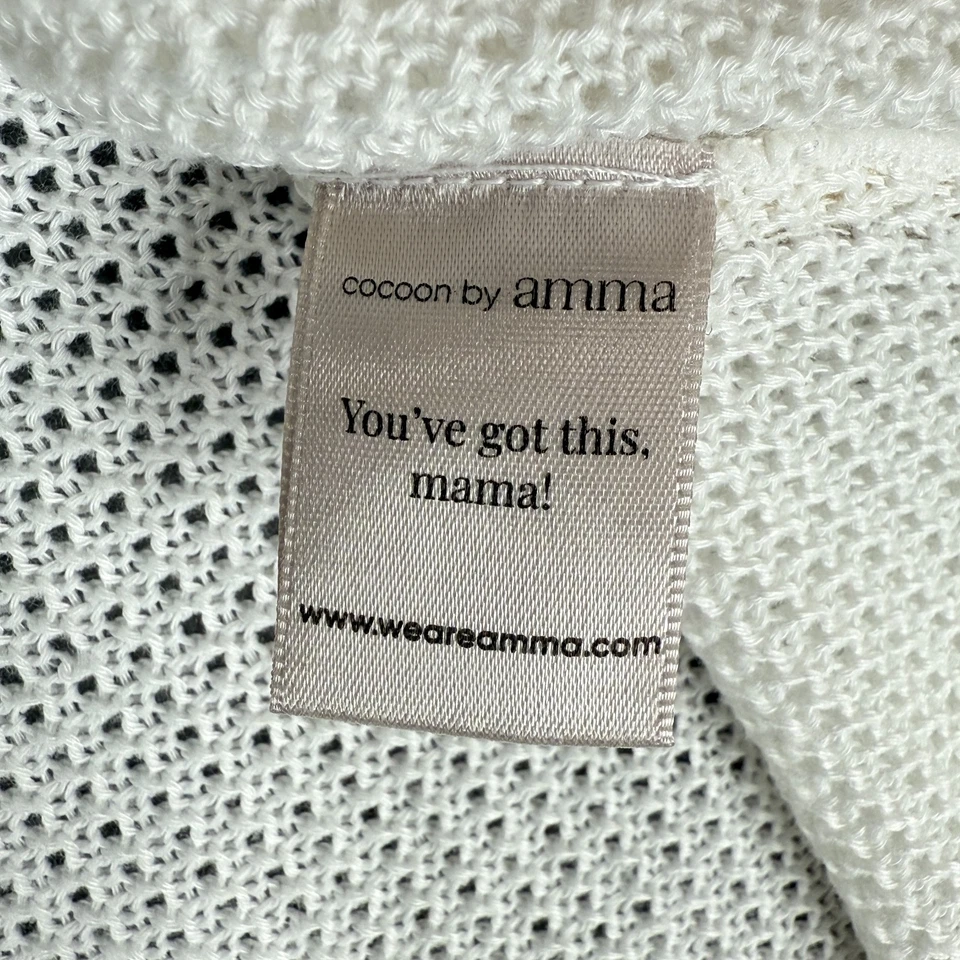 cocoon by amma
You've got this,
mama!
www.weareamma.com